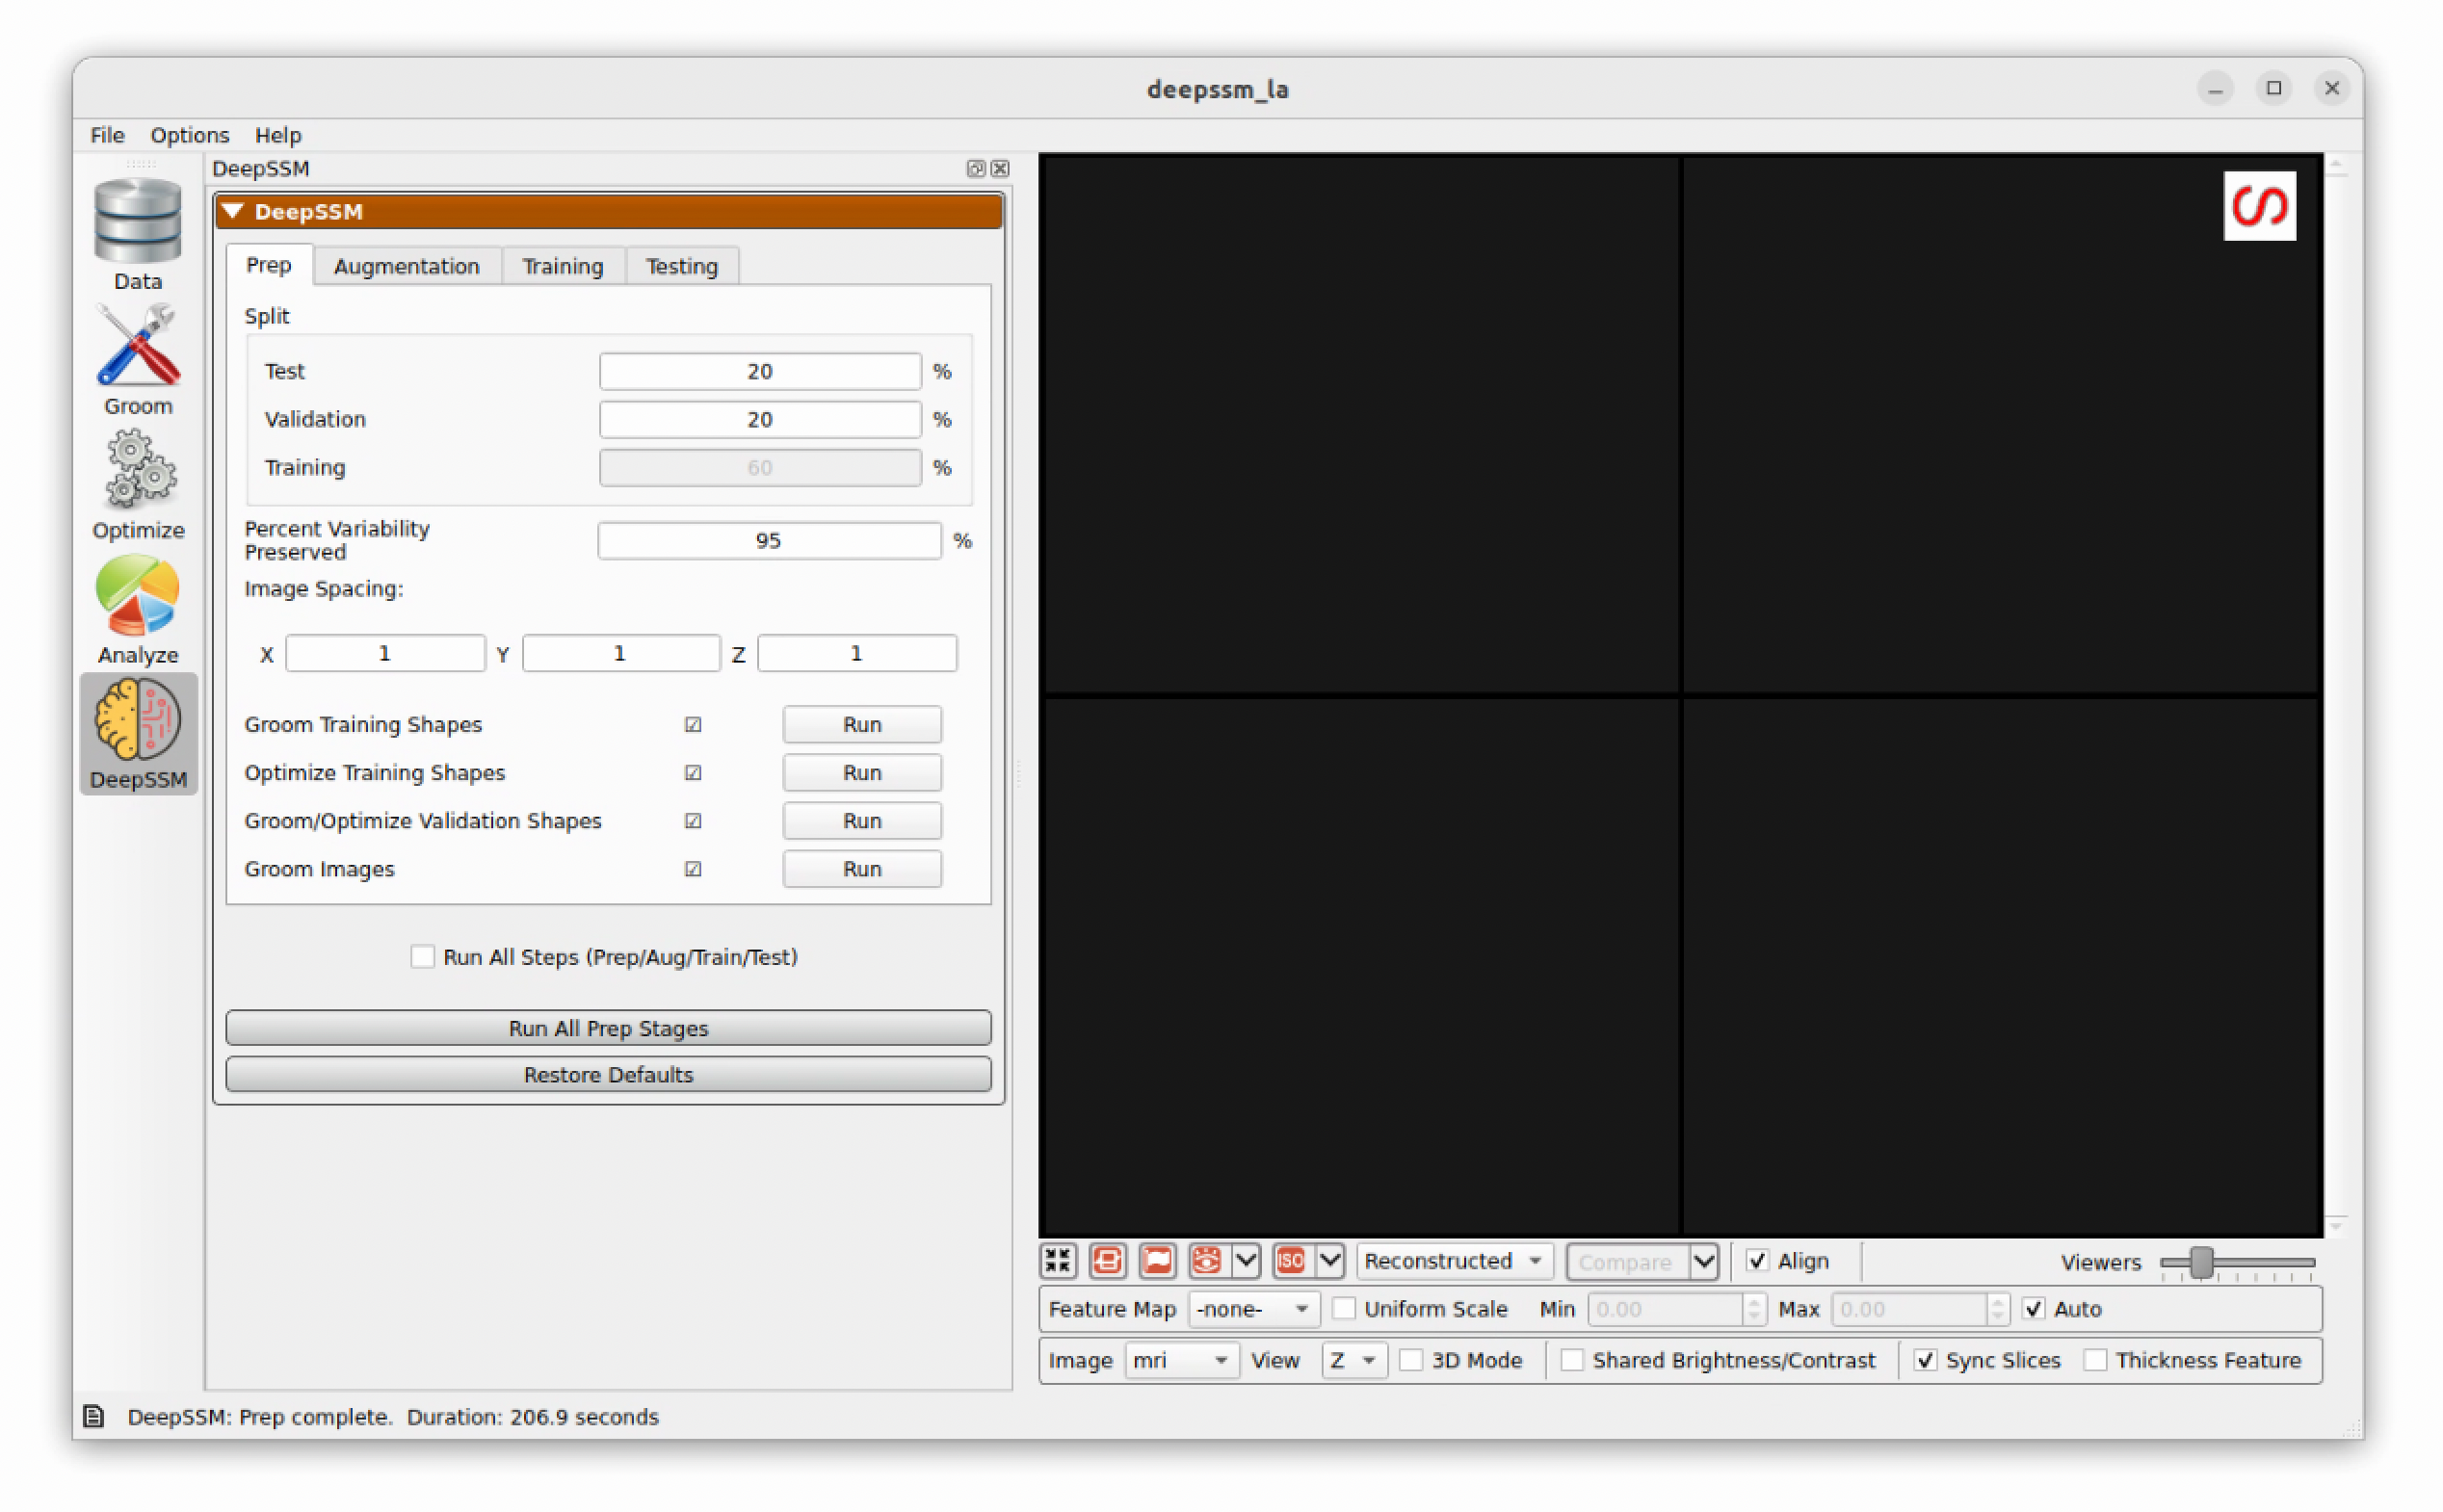 deepssm_la
File Options Help
DeepSSM
DeepSSM
Prep Augmentation Training Testing
Split
Test 20 %
Validation 20 %
Training 60 %
Percent Variability
Preserved 95 %
Image Spacing:
X 1 Y 1 Z 1
Groom Training Shapes Run
Optimize Training Shapes Run
Groom/Optimize Validation Shapes Run
Groom Images Run
Run All Steps (Prep/Aug/Train/Test)
Run All Prep Stages
Restore Defaults
Data
Groom
Optimize
Analyze
DeepSSM
S
ISO Reconstructed Compare Align Viewers
Feature Map -none- Uniform Scale Min 0.00 Max 0.00 Auto
Image mri View Z 3D Mode Shared Brightness/Contrast Sync Slices Thickness Feature
DeepSSM: Prep complete. Duration: 206.9 seconds